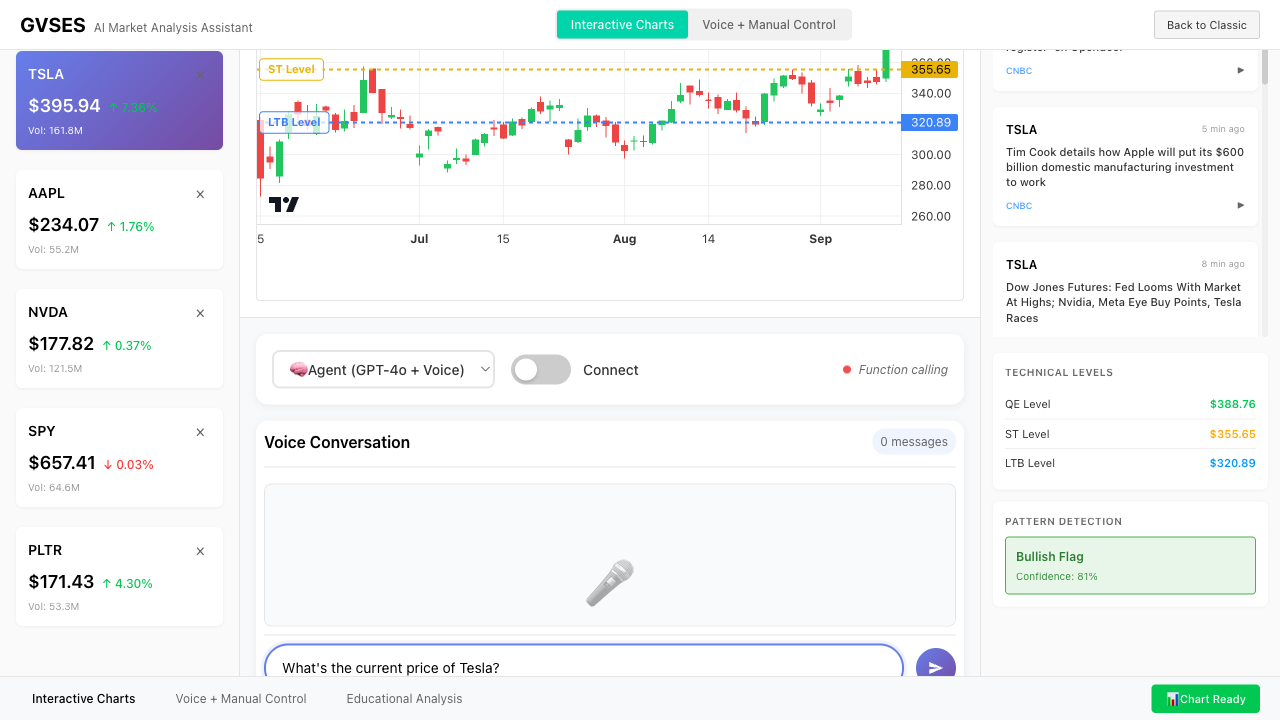 GVSES AI Market Analysis Assistant
Interactive Charts
Voice + Manual Control
Back to Classic
TSLA
$395.94
Vol: 161.8M
AAPL ×
$234.07 ↑ 1.76%
Vol: 55.2M
NVDA ×
$177.82 ↑ 0.37%
Vol: 121.5M
SPY ×
$657.41 ↓ 0.03%
Vol: 64.6M
PLTR ×
$171.43 ↑ 4.30%
Vol: 53.3M
ST Level
355.65
340.00
LTB Level
320.89
300.00
280.00
260.00
5 Jul 15 Aug 14 Sep
🧠Agent (GPT-4o + Voice)
Connect
Function calling
Voice Conversation
0 messages
What's the current price of Tesla?
CNBC ▶
TSLA 5 min ago
Tim Cook details how Apple will put its $600
billion domestic manufacturing investment
to work
CNBC ▶
TSLA 8 min ago
Dow Jones Futures: Fed Looms With Market
At Highs; Nvidia, Meta Eye Buy Points, Tesla
Races
TECHNICAL LEVELS
QE Level $388.76
ST Level $355.65
LTB Level $320.89
PATTERN DETECTION
Bullish Flag
Confidence: 81%
Interactive Charts
Voice + Manual Control
Educational Analysis
📊Chart Ready